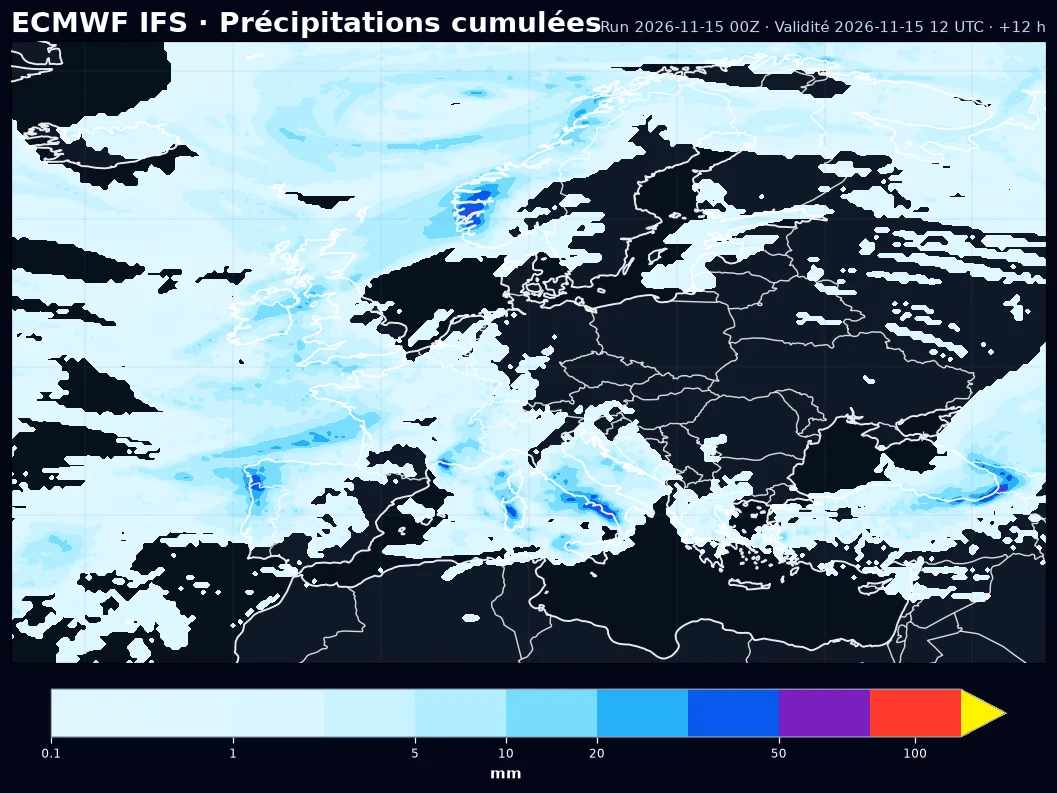 ECMWF IFS · Précipitations cumulées
Run 2026-11-15 00Z · Validité 2026-11-15 12 UTC · +12 h
0.1 1 5 10 20 50 100
mm